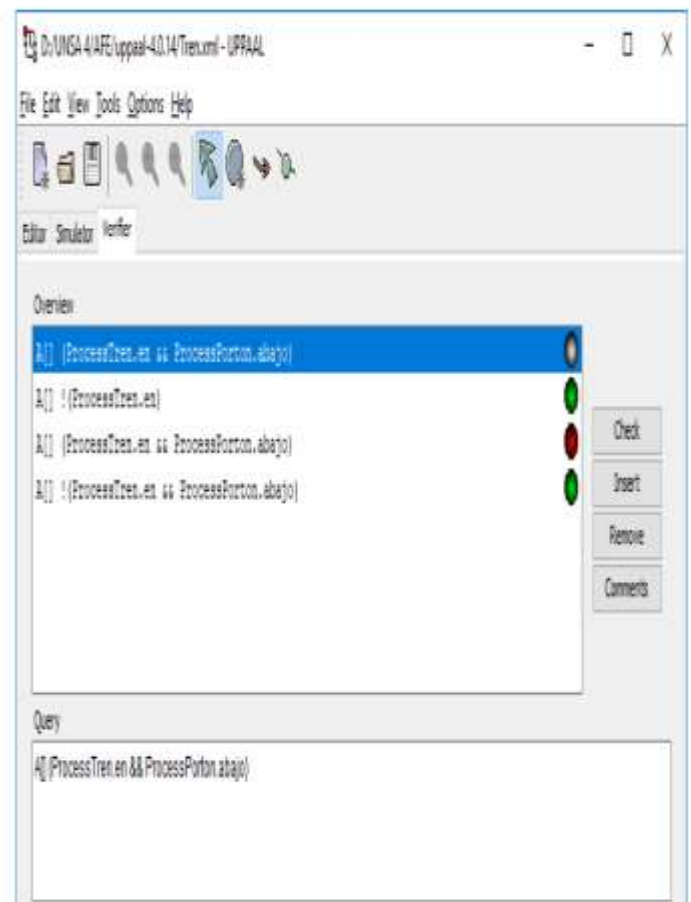 D:/UNSA 4/AFE/uppaal-4.0.14/Tren.xml - UPPAAL
File Edit View Tools Options Help
Editor Simulator Verifier
Overview
A[] (ProcessTren.en && ProcessPorton.abajo)
A[] !(ProcessTren.en)
A[] (ProcessTren.en && ProcessPorton.abajo)
A[] !(ProcessTren.en && ProcessPorton.abajo)
Check
Insert
Remove
Comments
Query
A[] (ProcessTren.en && ProcessPorton.abajo)